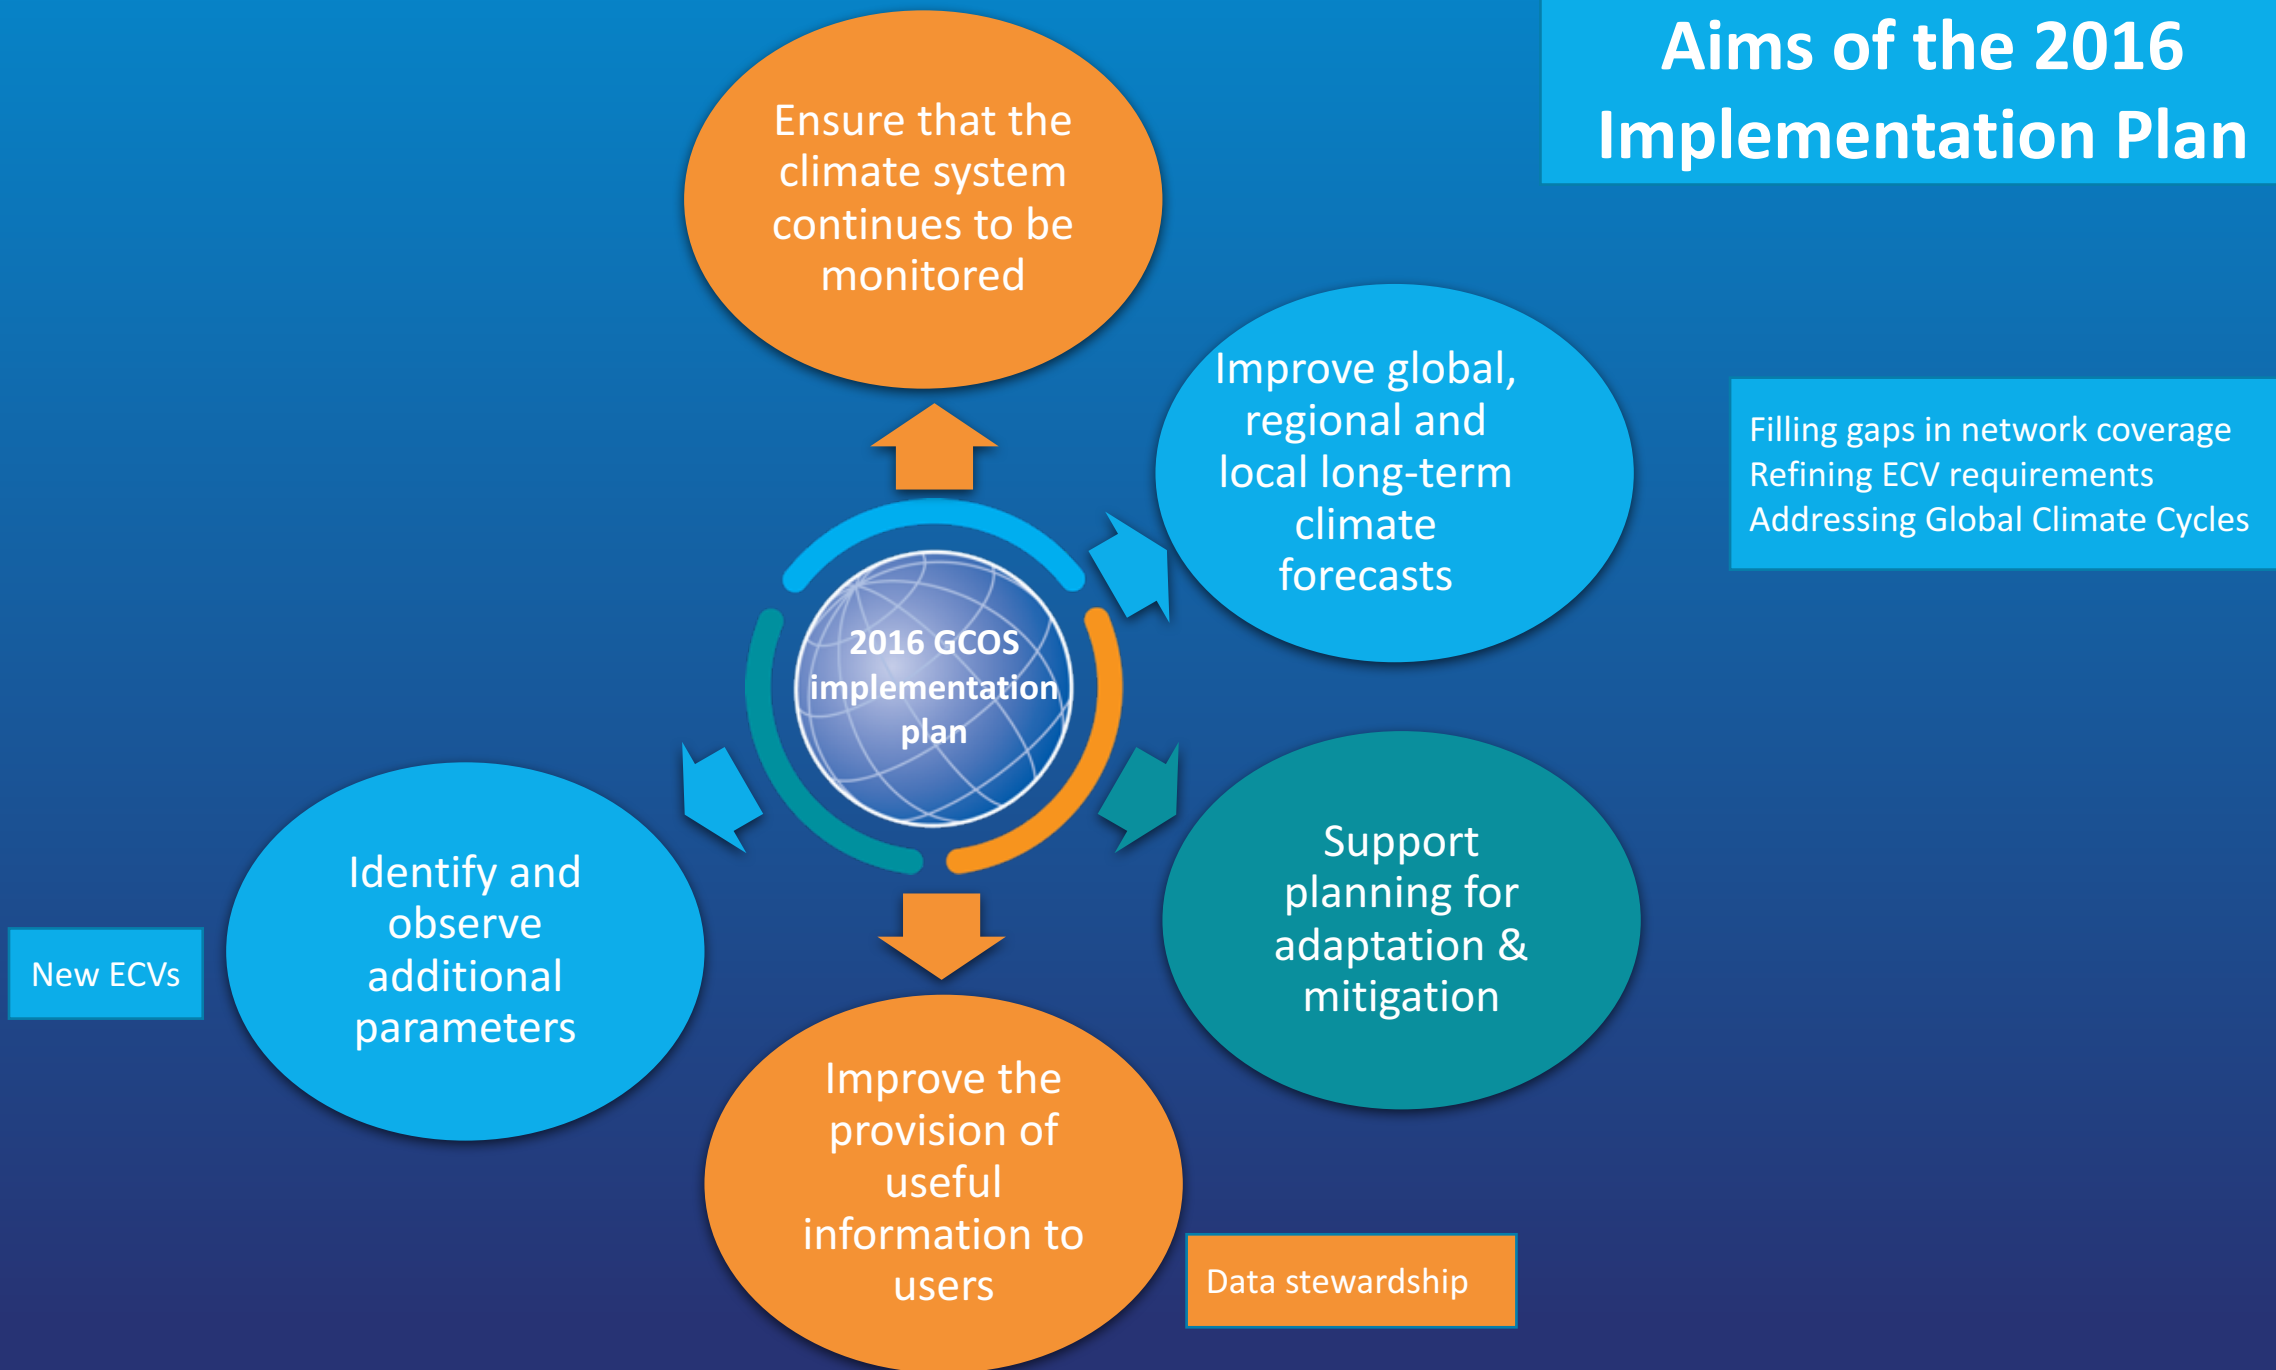 Aims of the 2016
Implementation Plan
Ensure that the
climate system
continues to be
monitored
Improve global,
regional and
local long-term
climate
forecasts
Filling gaps in network coverage
Refining ECV requirements
Addressing Global Climate Cycles
2016 GCOS
implementation
plan
Support
planning for
adaptation &
mitigation
Identify and
observe
additional
parameters
New ECVs
Improve the
provision of
useful
information to
users
Data stewardship